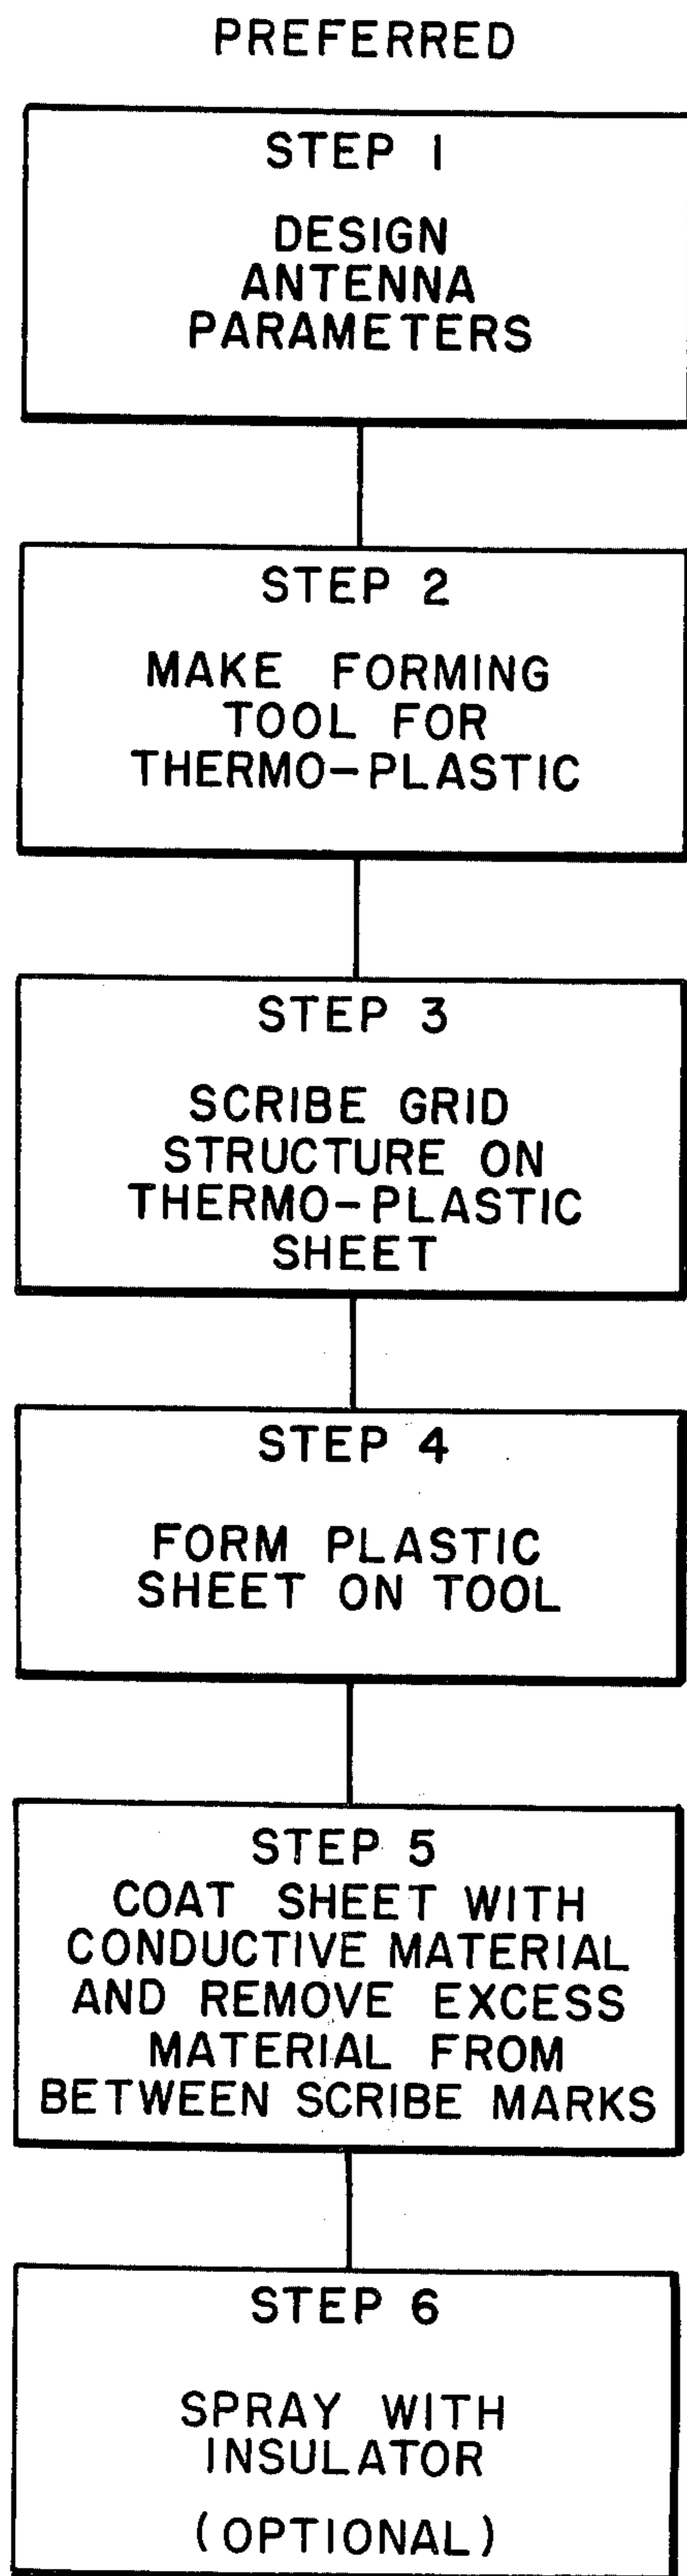 PREFERRED
STEP 1
DESIGN
ANTENNA
PARAMETERS
STEP 2
MAKE FORMING
TOOL FOR
THERMO-PLASTIC
STEP 3
SCRIBE GRID
STRUCTURE ON
THERMO-PLASTIC
SHEET
STEP 4
FORM PLASTIC
SHEET ON TOOL
STEP 5
COAT SHEET WITH
CONDUCTIVE MATERIAL
AND REMOVE EXCESS
MATERIAL FROM
BETWEEN SCRIBE MARKS
STEP 6
SPRAY WITH
INSULATOR
(OPTIONAL)